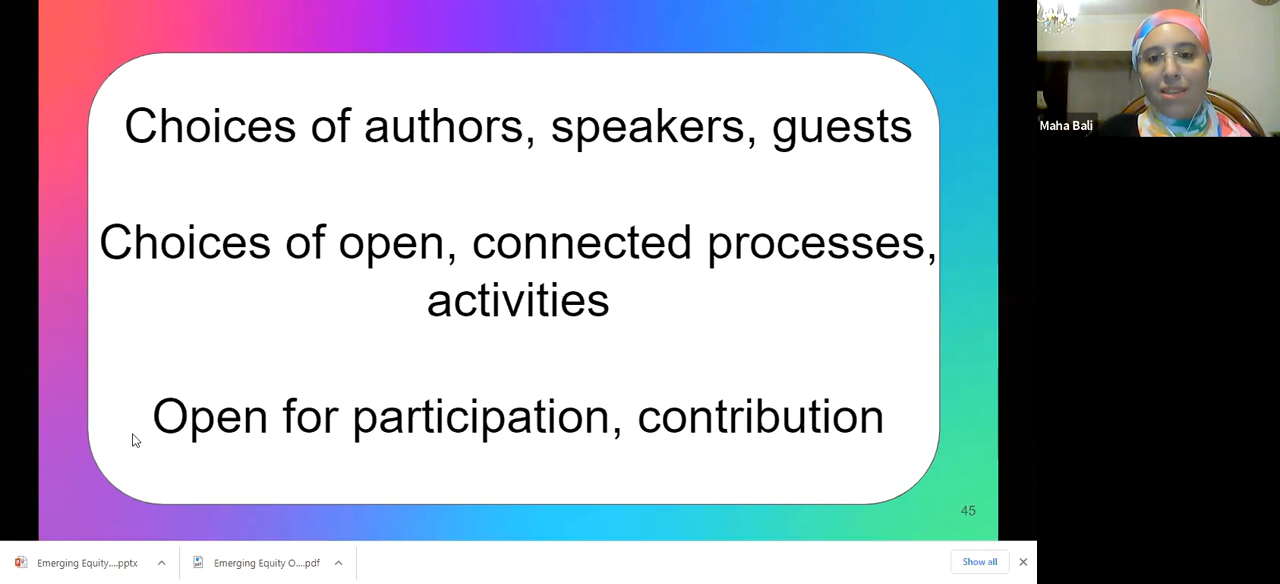 Choices of authors, speakers, guests
Choices of open, connected processes,
activities
Open for participation, contribution
45
Maha Bali
Emerging Equity....pptx
Emerging Equity O....pdf
Show all